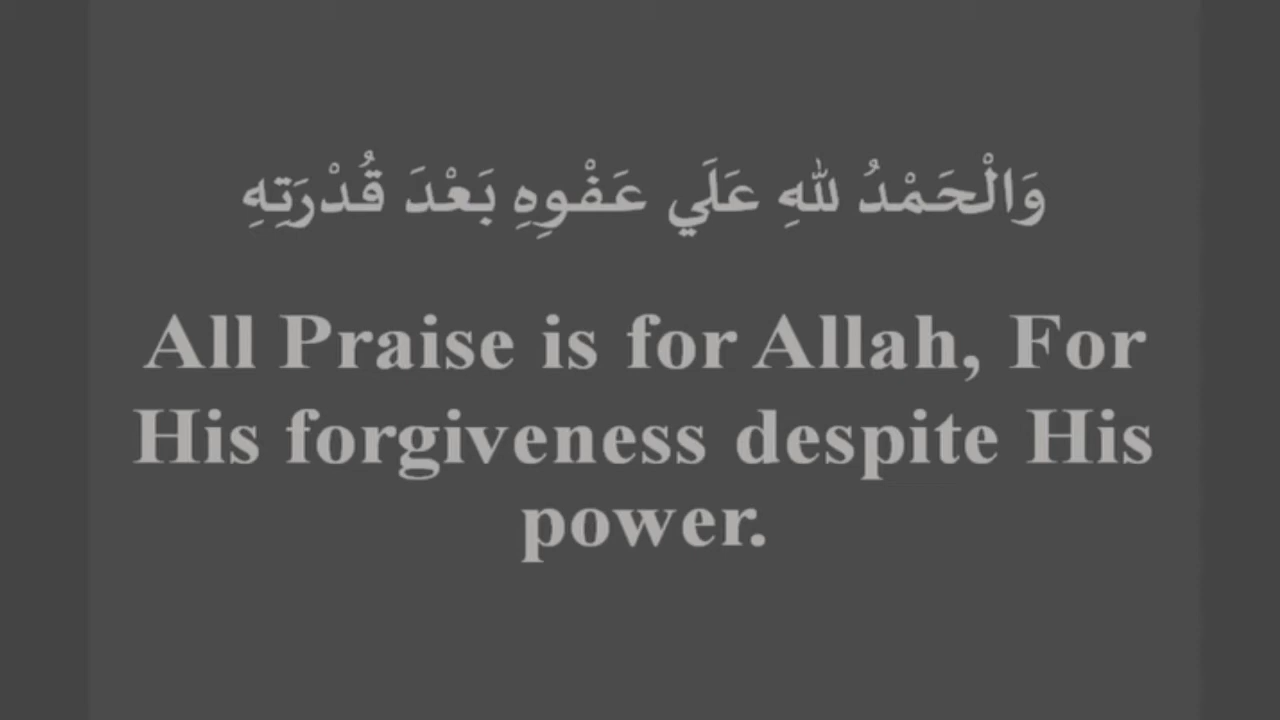 وَالْحَمْدُ للهِ عَلَي عَفْوِهِ بَعْدَ قُدْرَتِهِ
All Praise is for Allah, For
His forgiveness despite His
power.